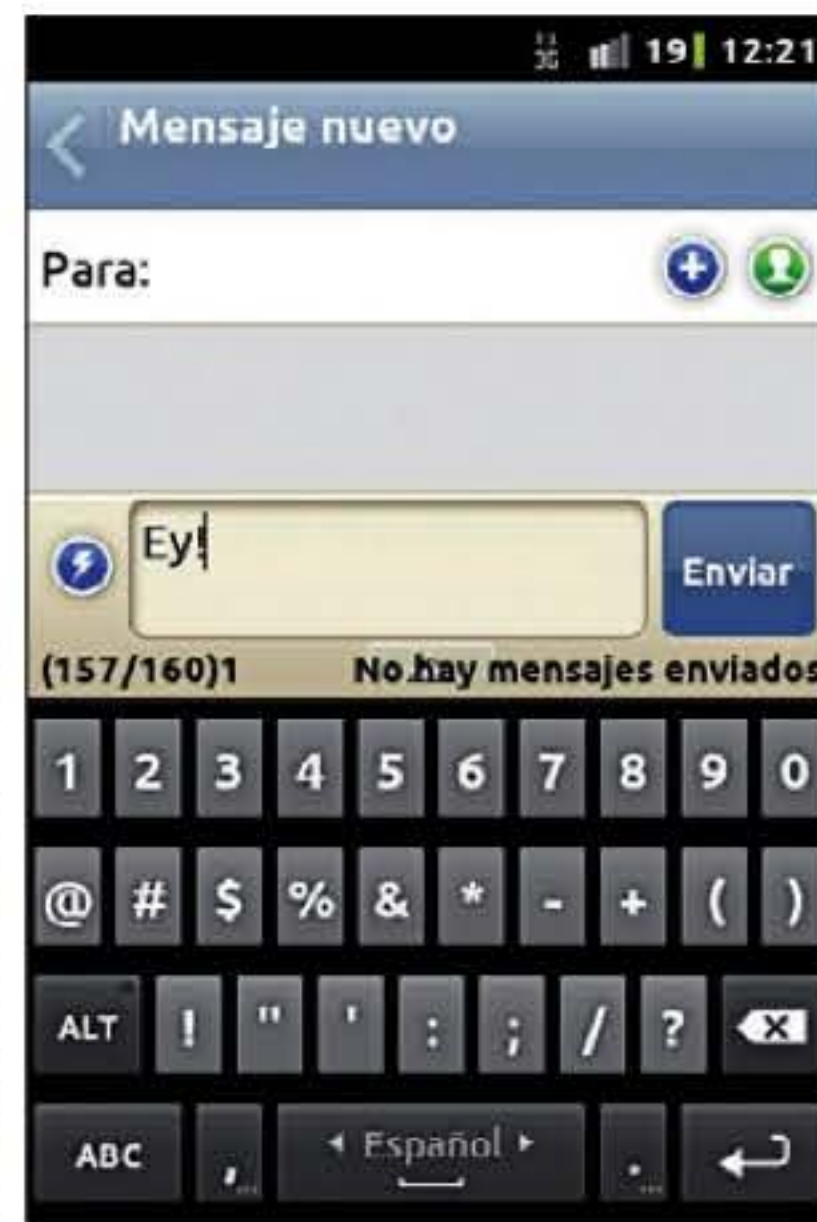 3G 19 12:21
Mensaje nuevo
Para:
Ey!
Enviar
(157/160)1 No hay mensajes enviados
1 2 3 4 5 6 7 8 9 0
@ # $ % & * - + ( )
ALT ! " ' : ; / ?
ABC , Español .